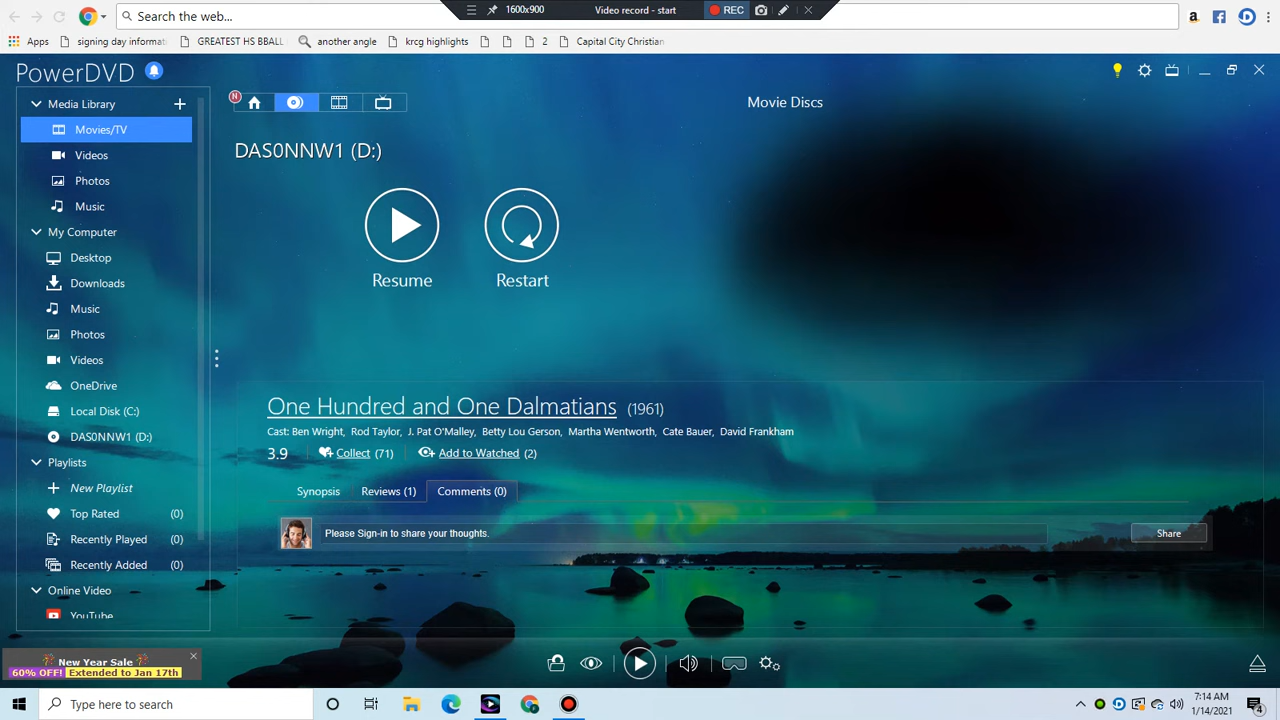 Search the web...
1600x900
Video record - start
REC
a
Apps
signing day informati
GREATEST HS BBALL
another angle
krcg highlights
2
Capital City Christian
PowerDVD
Media Library
Movies/TV
Videos
Photos
Music
My Computer
Desktop
Downloads
Music
Photos
Videos
OneDrive
Local Disk (C:)
DAS0NNW1 (D:)
Playlists
New Playlist
Top Rated (0)
Recently Played (0)
Recently Added (0)
Online Video
YouTube
N
Movie Discs
DAS0NNW1 (D:)
Resume
Restart
One Hundred and One Dalmatians (1961)
Cast: Ben Wright, Rod Taylor, J. Pat O'Malley, Betty Lou Gerson, Martha Wentworth, Cate Bauer, David Frankham
3.9 Collect (71) Add to Watched (2)
Synopsis Reviews (1) Comments (0)
Please Sign-in to share your thoughts.
Share
New Year Sale
60% OFF! Extended to Jan 17th
Type here to search
7:14 AM
1/14/2021
4